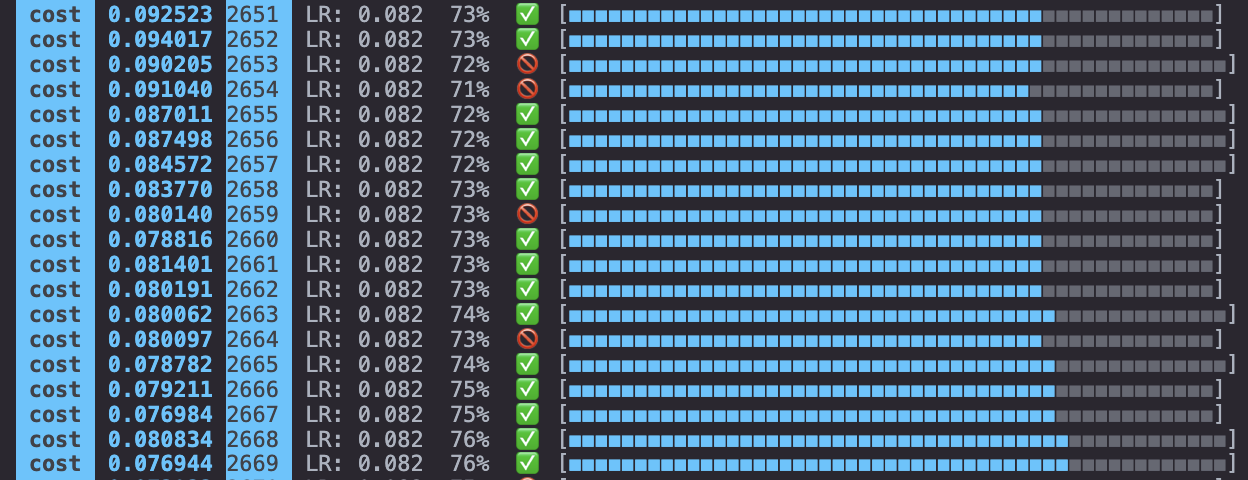 cost 0.092523 2651 LR: 0.082 73% ✅ [■■■■■■■■■■■■■■■■■■■■■■■■■■■■■■■■■■■■■■■■■■■■■■■■■]
cost 0.094017 2652 LR: 0.082 73% ✅ [■■■■■■■■■■■■■■■■■■■■■■■■■■■■■■■■■■■■■■■■■■■■■■■■■]
cost 0.090205 2653 LR: 0.082 72% 🚫 [■■■■■■■■■■■■■■■■■■■■■■■■■■■■■■■■■■■■■■■■■■■■■■■■■■]
cost 0.091040 2654 LR: 0.082 71% 🚫 [■■■■■■■■■■■■■■■■■■■■■■■■■■■■■■■■■■■■■■■■■■■■■■■■■]
cost 0.087011 2655 LR: 0.082 72% ✅ [■■■■■■■■■■■■■■■■■■■■■■■■■■■■■■■■■■■■■■■■■■■■■■■■■■]
cost 0.087498 2656 LR: 0.082 72% ✅ [■■■■■■■■■■■■■■■■■■■■■■■■■■■■■■■■■■■■■■■■■■■■■■■■■■]
cost 0.084572 2657 LR: 0.082 72% ✅ [■■■■■■■■■■■■■■■■■■■■■■■■■■■■■■■■■■■■■■■■■■■■■■■■■■]
cost 0.083770 2658 LR: 0.082 73% ✅ [■■■■■■■■■■■■■■■■■■■■■■■■■■■■■■■■■■■■■■■■■■■■■■■■■]
cost 0.080140 2659 LR: 0.082 73% 🚫 [■■■■■■■■■■■■■■■■■■■■■■■■■■■■■■■■■■■■■■■■■■■■■■■■■]
cost 0.078816 2660 LR: 0.082 73% ✅ [■■■■■■■■■■■■■■■■■■■■■■■■■■■■■■■■■■■■■■■■■■■■■■■■■]
cost 0.081401 2661 LR: 0.082 73% ✅ [■■■■■■■■■■■■■■■■■■■■■■■■■■■■■■■■■■■■■■■■■■■■■■■■■]
cost 0.080191 2662 LR: 0.082 73% ✅ [■■■■■■■■■■■■■■■■■■■■■■■■■■■■■■■■■■■■■■■■■■■■■■■■■]
cost 0.080062 2663 LR: 0.082 74% ✅ [■■■■■■■■■■■■■■■■■■■■■■■■■■■■■■■■■■■■■■■■■■■■■■■■■■]
cost 0.080097 2664 LR: 0.082 73% 🚫 [■■■■■■■■■■■■■■■■■■■■■■■■■■■■■■■■■■■■■■■■■■■■■■■■■]
cost 0.078782 2665 LR: 0.082 74% ✅ [■■■■■■■■■■■■■■■■■■■■■■■■■■■■■■■■■■■■■■■■■■■■■■■■■■]
cost 0.079211 2666 LR: 0.082 75% ✅ [■■■■■■■■■■■■■■■■■■■■■■■■■■■■■■■■■■■■■■■■■■■■■■■■■]
cost 0.076984 2667 LR: 0.082 75% ✅ [■■■■■■■■■■■■■■■■■■■■■■■■■■■■■■■■■■■■■■■■■■■■■■■■■]
cost 0.080834 2668 LR: 0.082 76% ✅ [■■■■■■■■■■■■■■■■■■■■■■■■■■■■■■■■■■■■■■■■■■■■■■■■■■]
cost 0.076944 2669 LR: 0.082 76% ✅ [■■■■■■■■■■■■■■■■■■■■■■■■■■■■■■■■■■■■■■■■■■■■■■■■■■]